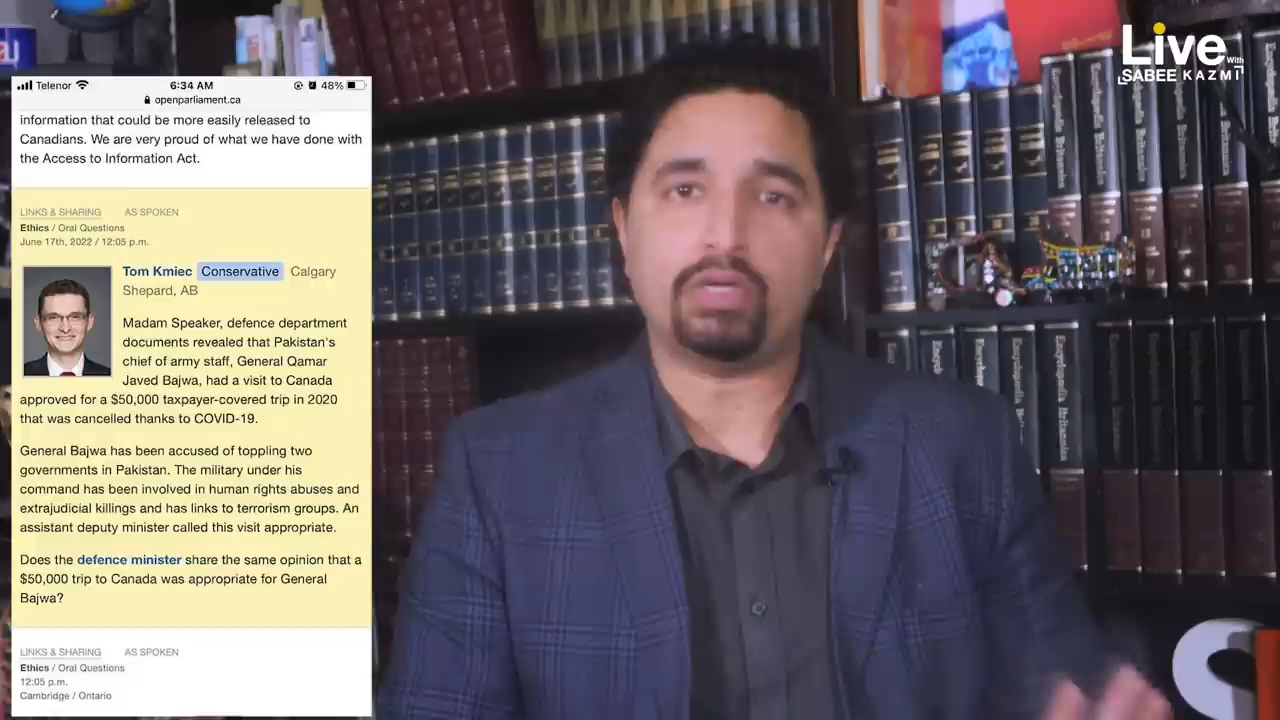 Live
With
SABEE KAZMI
Telenor
6:34 AM
48%
openparliament.ca
information that could be more easily released to
Canadians. We are very proud of what we have done with
the Access to Information Act.
LINKS & SHARING AS SPOKEN
Ethics / Oral Questions
June 17th, 2022 / 12:05 p.m.
Tom Kmiec Conservative Calgary
Shepard, AB
Madam Speaker, defence department
documents revealed that Pakistan's
chief of army staff, General Qamar
Javed Bajwa, had a visit to Canada
approved for a $50,000 taxpayer-covered trip in 2020
that was cancelled thanks to COVID-19.
General Bajwa has been accused of toppling two
governments in Pakistan. The military under his
command has been involved in human rights abuses and
extrajudicial killings and has links to terrorism groups. An
assistant deputy minister called this visit appropriate.
Does the defence minister share the same opinion that a
$50,000 trip to Canada was appropriate for General
Bajwa?
LINKS & SHARING AS SPOKEN
Ethics / Oral Questions
12:05 p.m.
Cambridge / Ontario
Encyclopaedia Britannica
Encyclopaedia Britannica
Encyclopaedia Britannica